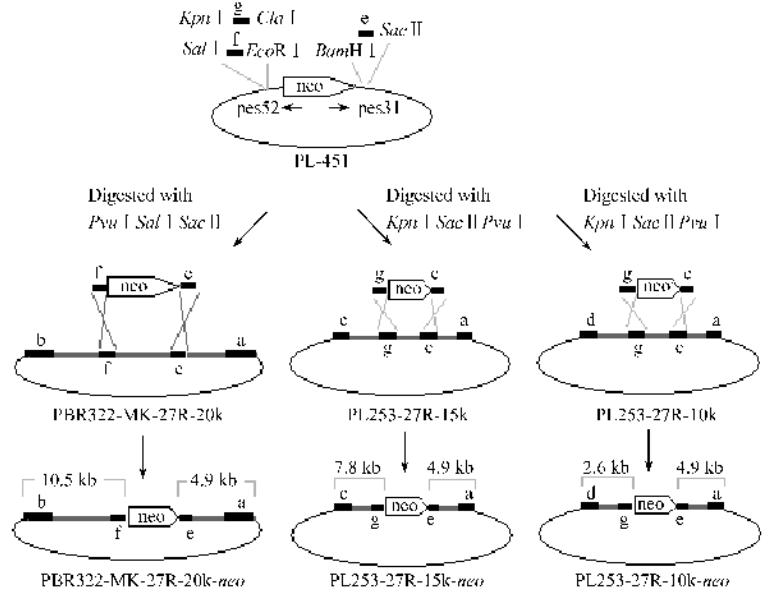 g
Kpn I Cla I
e
Sac II
f
Sal I EcoR I
BamH I
neo
pes52 pes31
PL-451
Digested with
Pvu I Sal I Sac II
Digested with
Kpn I Sac II Pvu I
Digested with
Kpn I Sac II Pvu I
f neo e
g neo e
g neo e
b f e a
c g e a
d g e a
PBR322-MK-27R-20k
PL253-27R-15k
PL253-27R-10k
10.5 kb 4.9 kb
7.8 kb 4.9 kb
2.6 kb 4.9 kb
b f neo e a
c g neo e a
d g neo e a
PBR322-MK-27R-20k-neo
PL253-27R-15k-neo
PL253-27R-10k-neo